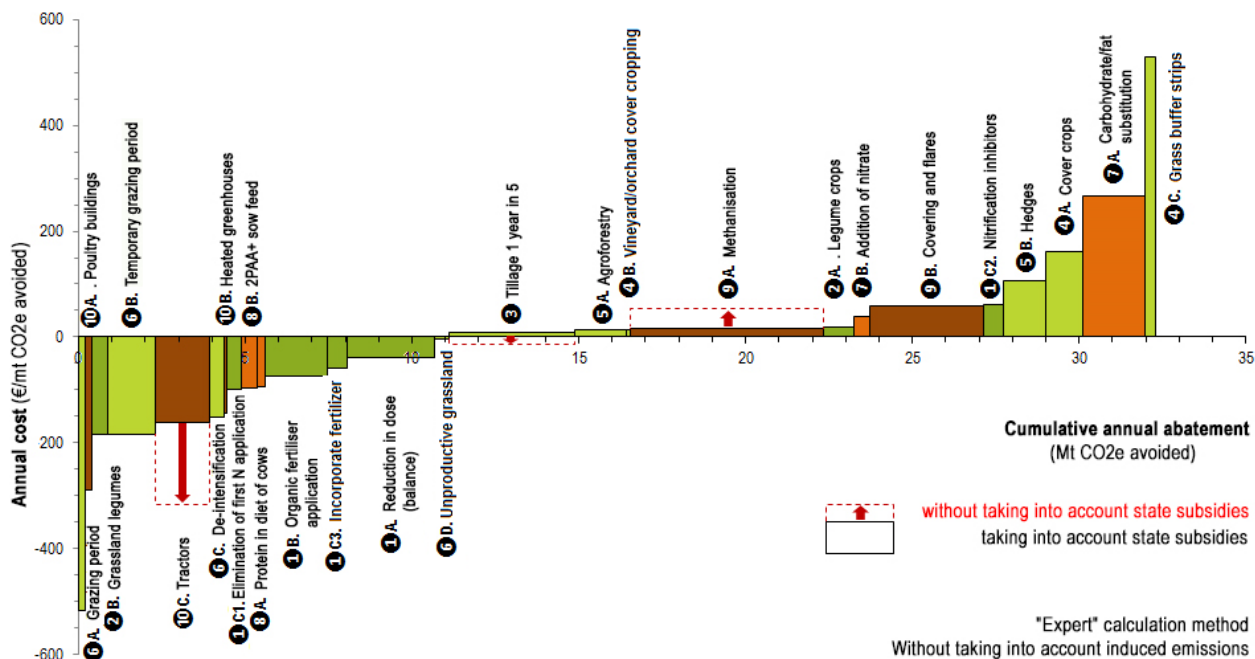 600
400
200
0
-200
-400
-600
Annual cost (€/mt CO2e avoided)
5
10
15
20
25
30
35
6 A. Grazing period
10 A. . Poultry buildings
2 B. Grassland legumes
6 B. Temporary grazing period
10 C. Tractors
6 C. De-intensification
10 B. Heated greenhouses
1 C1. Elimination of first N application
8 B. 2PAA+ sow feed
8 A. Protein in diet of cows
1 B. Organic fertiliser
application
1 C3. Incorporate fertilizer
1 A. Reduction in dose
(balance)
6 D. Unproductive grassland
3 Tillage 1 year in 5
5 A. Agroforestry
4 B. Vineyard/orchard cover cropping
9 A. Methanisation
2 A. . Legume crops
7 B. Addition of nitrate
9 B. Covering and flares
1 C2. Nitrification inhibitors
5 B. Hedges
4 A. Cover crops
7 A. Carbohydrate/fat
substitution
4 C. Grass buffer strips
Cumulative annual abatement
(Mt CO2e avoided)
without taking into account state subsidies
taking into account state subsidies
"Expert" calculation method
Without taking into account induced emissions